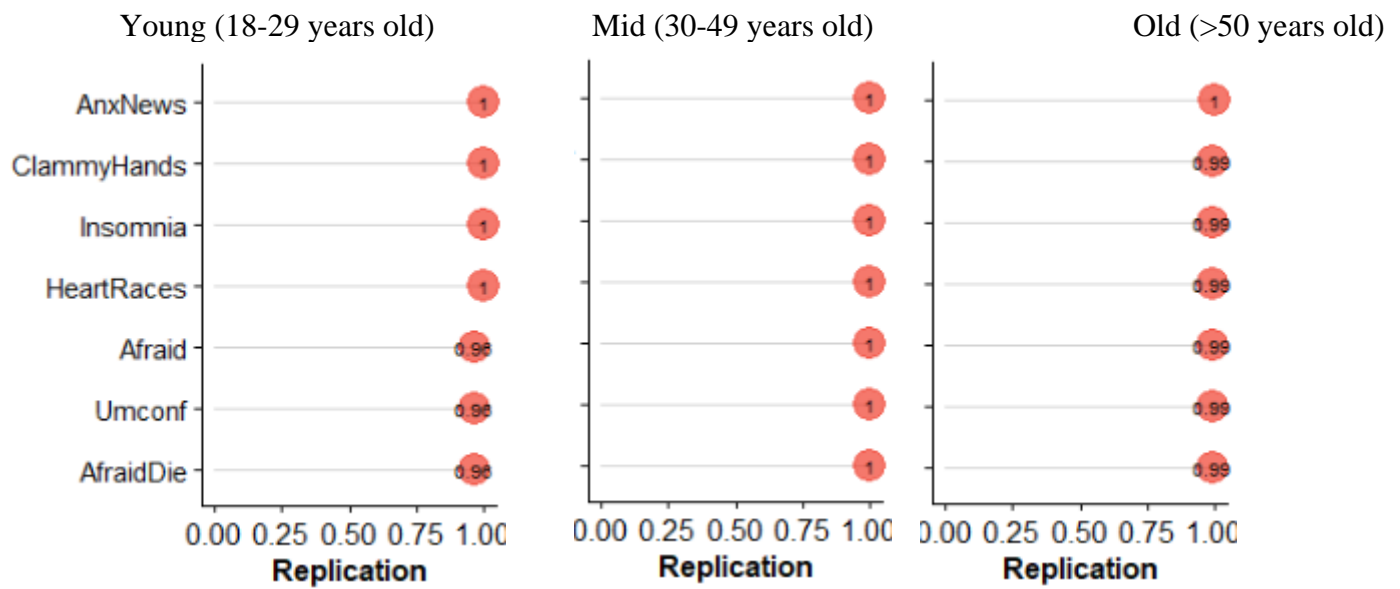 Young (18-29 years old) Mid (30-49 years old) Old (>50 years old)
AnxNews 1 1 1
ClammyHands 1 1 0.99
Insomnia 1 1 0.99
HeartRaces 1 1 0.99
Afraid 0.96 1 0.99
Umconf 0.96 1 0.99
AfraidDie 0.96 1 0.99
0.00 0.25 0.50 0.75 1.00 0.00 0.25 0.50 0.75 1.00 0.00 0.25 0.50 0.75 1.00
Replication Replication Replication